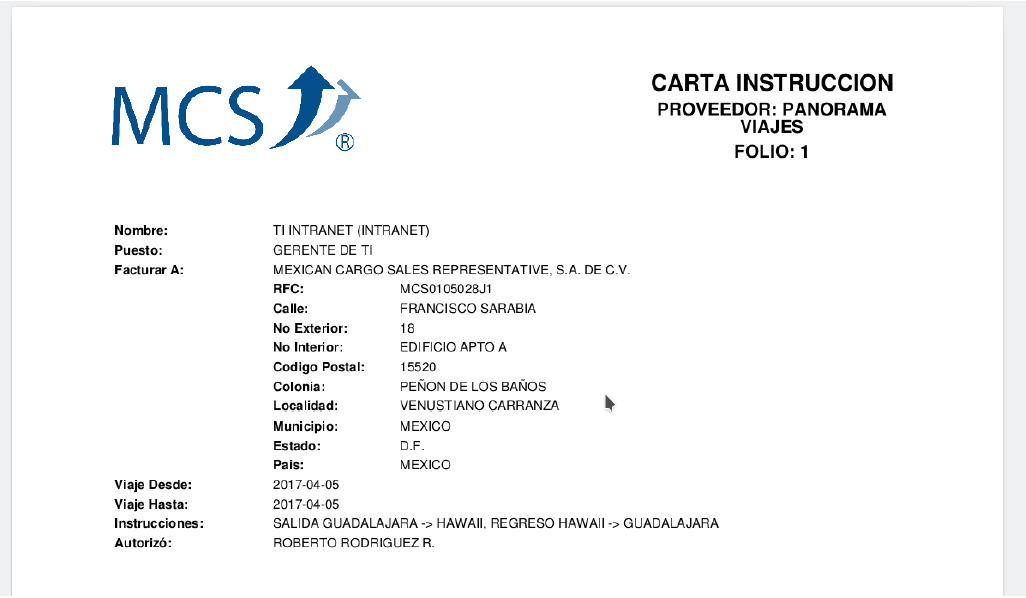 MCS
®
CARTA INSTRUCCION
PROVEEDOR: PANORAMA
VIAJES
FOLIO: 1
Nombre: TI INTRANET (INTRANET)
Puesto: GERENTE DE TI
Facturar A: MEXICAN CARGO SALES REPRESENTATIVE, S.A. DE C.V.
RFC: MCS0105028J1
Calle: FRANCISCO SARABIA
No Exterior: 18
No Interior: EDIFICIO APTO A
Codigo Postal: 15520
Colonia: PEÑON DE LOS BAÑOS
Localidad: VENUSTIANO CARRANZA
Municipio: MEXICO
Estado: D.F.
Pais: MEXICO
Viaje Desde: 2017-04-05
Viaje Hasta: 2017-04-05
Instrucciones: SALIDA GUADALAJARA -> HAWAII, REGRESO HAWAII -> GUADALAJARA
Autorizó: ROBERTO RODRIGUEZ R.